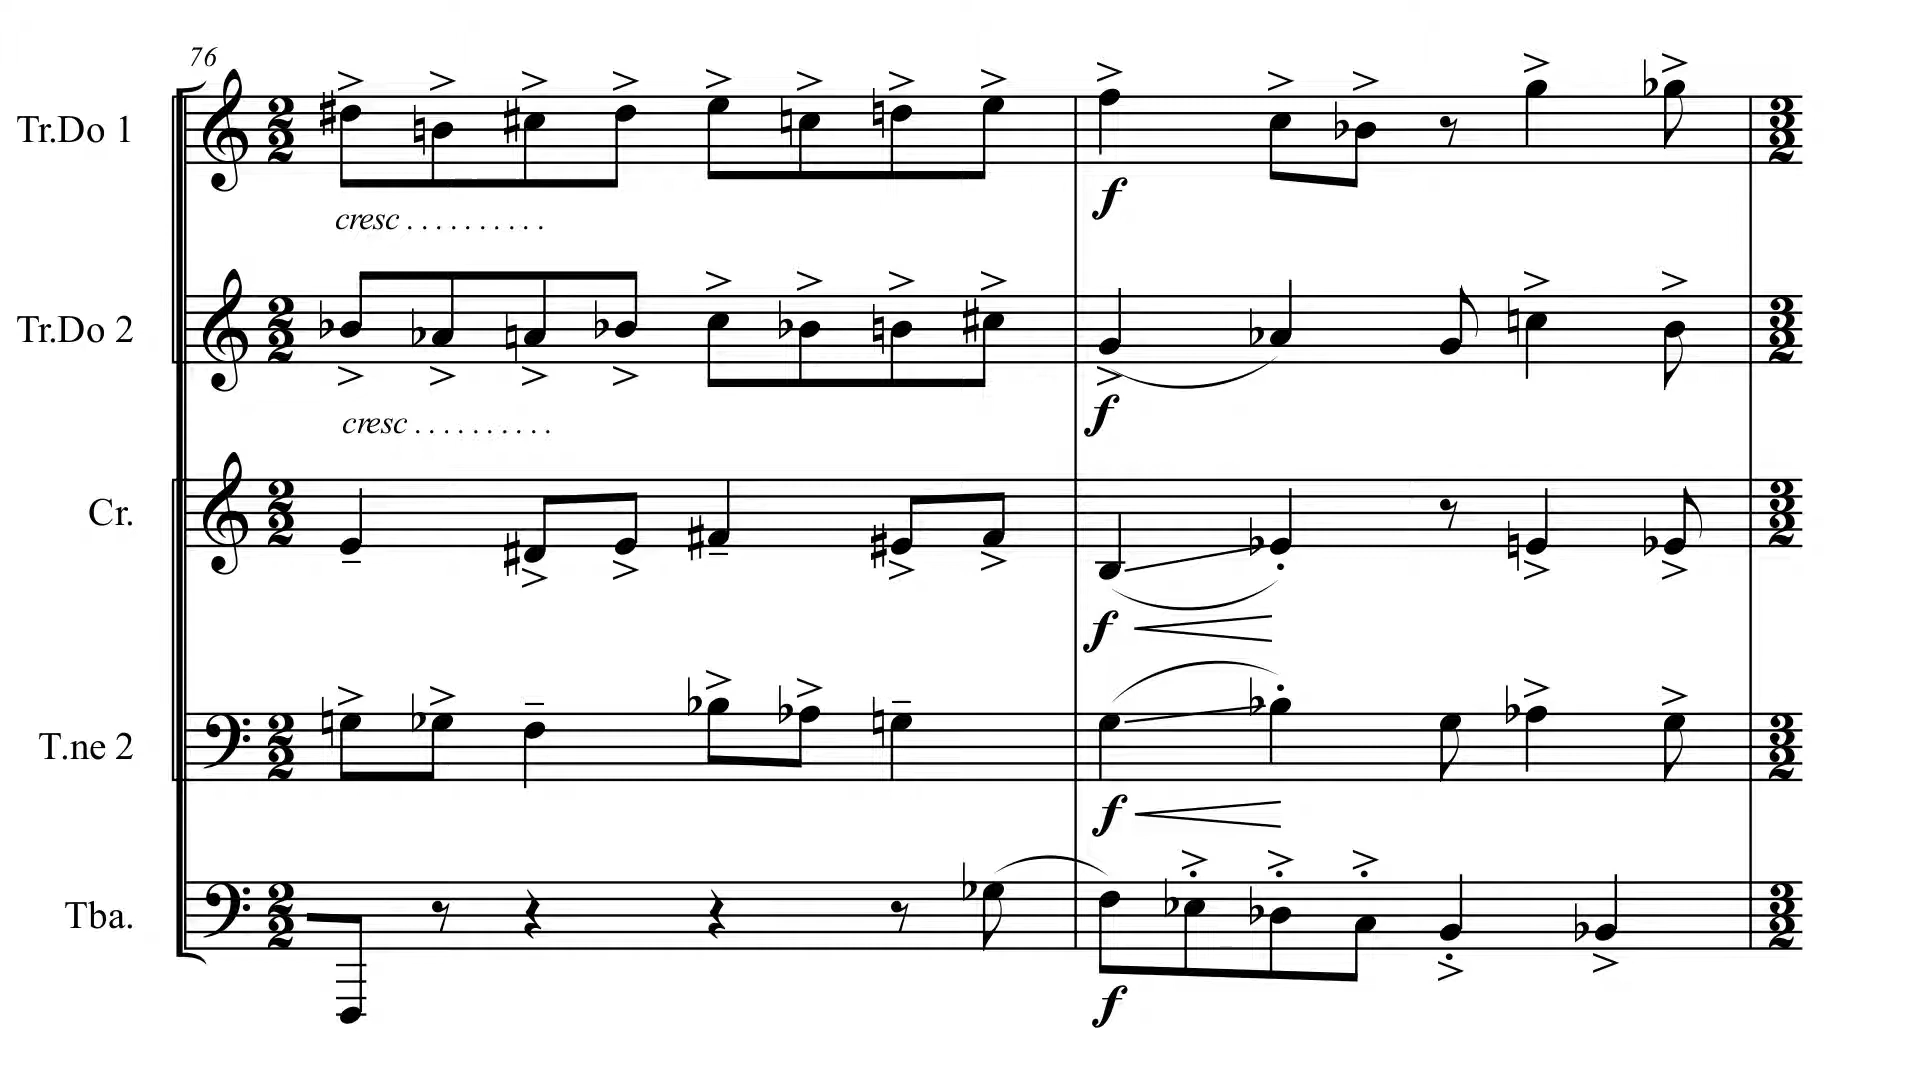 76
Tr.Do 1
cresc . . . . . . . . . .
f
Tr.Do 2
cresc . . . . . . . . . .
f
Cr.
f
T.ne 2
f
Tba.
f